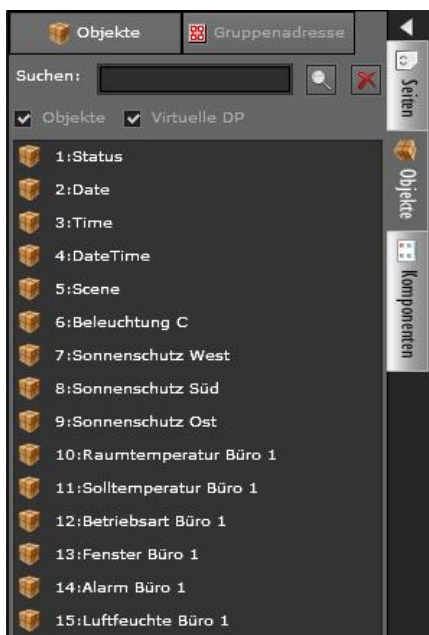 Objekte
Gruppenadresse
Suchen:
Objekte
Virtuelle DP
1:Status
2:Date
3:Time
4:DateTime
5:Scene
6:Beleuchtung C
7:Sonnenschutz West
8:Sonnenschutz Süd
9:Sonnenschutz Ost
10:Raumtemperatur Büro 1
11:Solltemperatur Büro 1
12:Betriebsart Büro 1
13:Fenster Büro 1
14:Alarm Büro 1
15:Luftfeuchte Büro 1
Seiten
Objekte
Komponenten